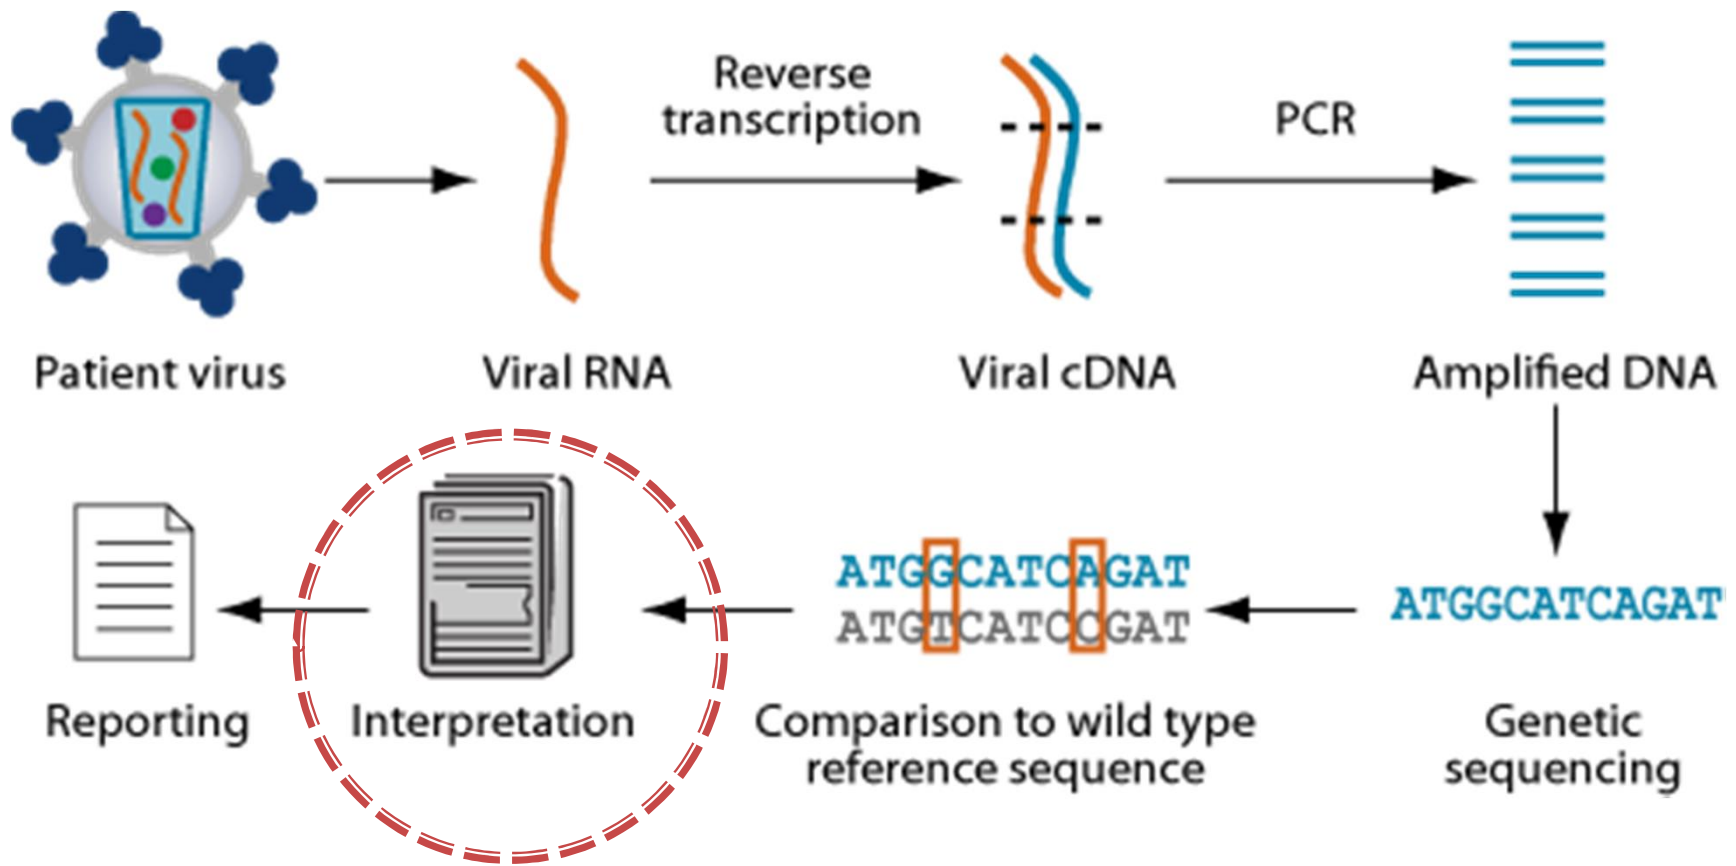 Reverse
transcription
PCR
Patient virus
Viral RNA
Viral cDNA
Amplified DNA
ATGGCATCAGAT
ATGTCATCCGAT
ATGGCATCAGAT
Reporting
Interpretation
Comparison to wild type
reference sequence
Genetic
sequencing